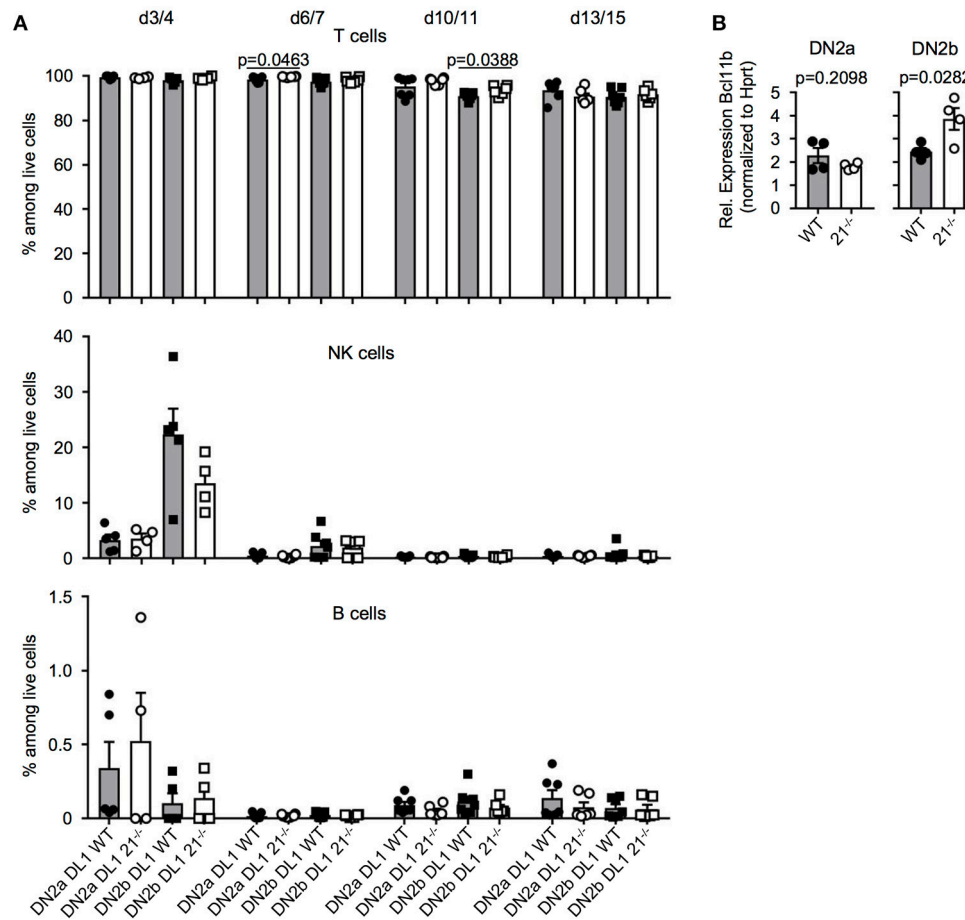 A
d3/4 d6/7 d10/11 d13/15
T cells
p=0.0463 p=0.0388
% among live cells
100
80
60
40
20
0
NK cells
% among live cells
40
30
20
10
0
B cells
% among live cells
1.5
1.0
0.5
0
DN2a DL1 WT
DN2a DL1 21-/-
DN2b DL1 WT
DN2b DL1 21-/-
DN2a DL1 WT
DN2a DL1 21-/-
DN2b DL1 WT
DN2b DL1 21-/-
DN2a DL1 WT
DN2a DL1 21-/-
DN2b DL1 WT
DN2b DL1 21-/-
DN2a DL1 WT
DN2a DL1 21-/-
DN2b DL1 WT
DN2b DL1 21-/-
B
DN2a DN2b
p=0.2098 p=0.0282
Rel. Expression Bcl11b
(normalized to Hprt)
5
4
3
2
1
0
WT
21-/-
WT
21-/-